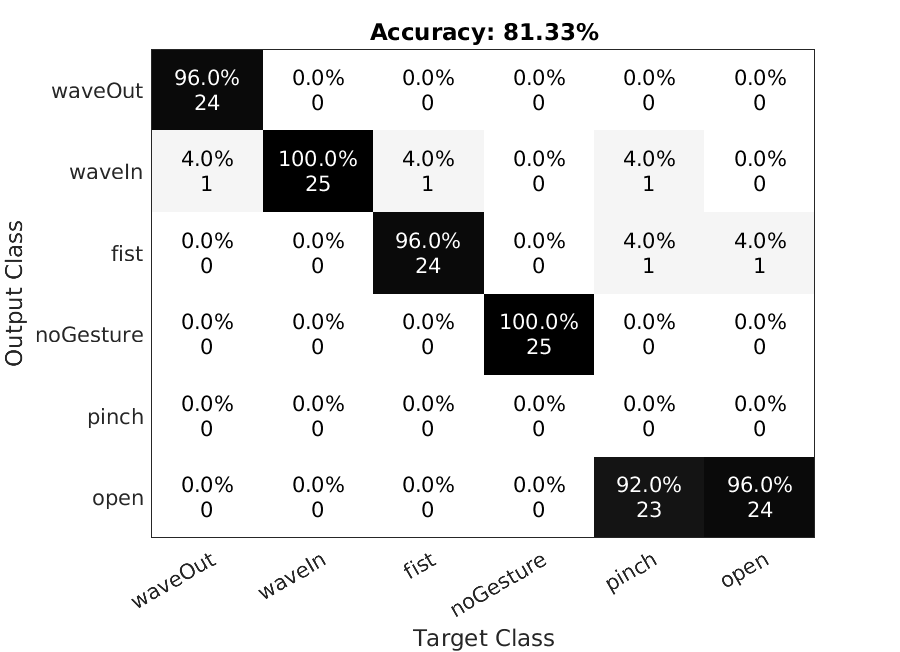 Accuracy: 81.33%
waveOut
96.0% 0.0% 0.0% 0.0% 0.0% 0.0%
24 0 0 0 0 0
waveIn
4.0% 100.0% 4.0% 0.0% 4.0% 0.0%
1 25 1 0 1 0
fist
0.0% 0.0% 96.0% 0.0% 4.0% 4.0%
0 0 24 0 1 1
noGesture
0.0% 0.0% 0.0% 100.0% 0.0% 0.0%
0 0 0 25 0 0
pinch
0.0% 0.0% 0.0% 0.0% 0.0% 0.0%
0 0 0 0 0 0
open
0.0% 0.0% 0.0% 0.0% 92.0% 96.0%
0 0 0 0 23 24
Output Class
waveOut waveIn fist noGesture pinch open
Target Class